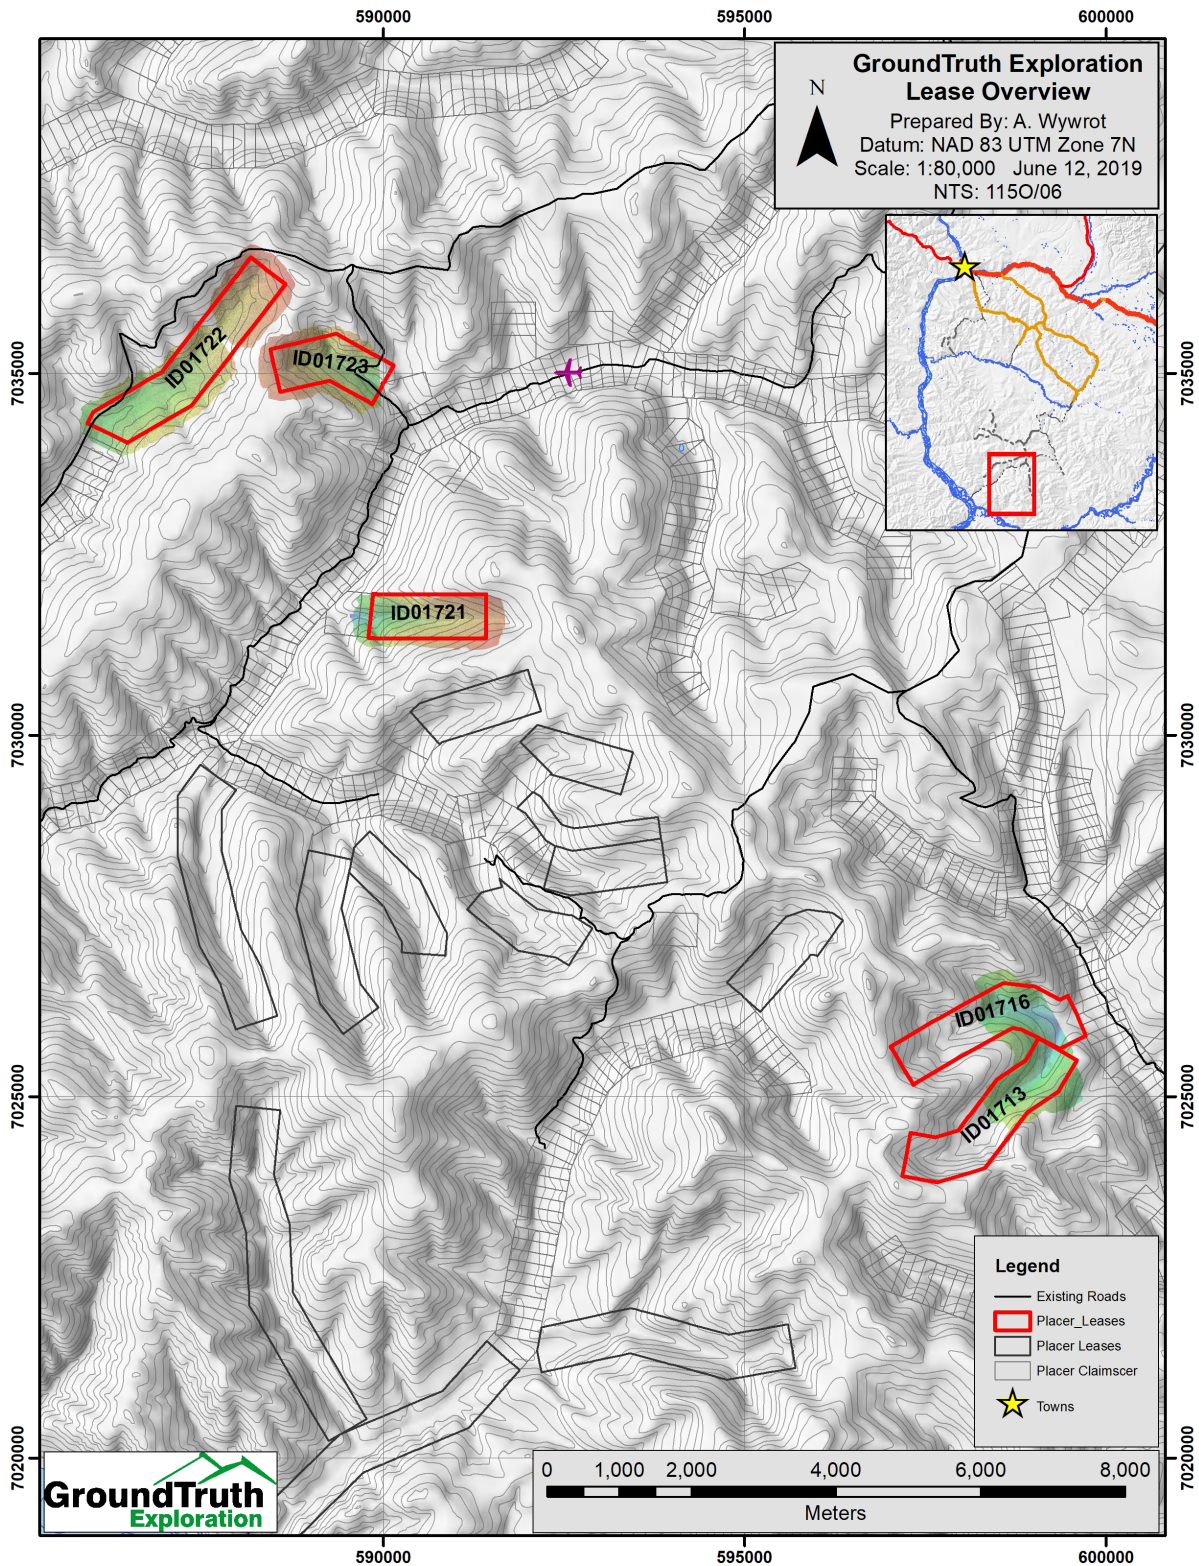 590000
595000
600000
GroundTruth Exploration
Lease Overview
Prepared By: A. Wywrot
Datum: NAD 83 UTM Zone 7N
Scale: 1:80,000 June 12, 2019
NTS: 115O/06
N
7035000
7035000
ID01722
ID01723
ID01721
7030000
7030000
ID01716
ID01713
7025000
7025000
Legend
Existing Roads
Placer_Leases
Placer Leases
Placer Claimscer
Towns
7020000
7020000
GroundTruth
Exploration
0 1,000 2,000 4,000 6,000 8,000
Meters
590000
595000
600000